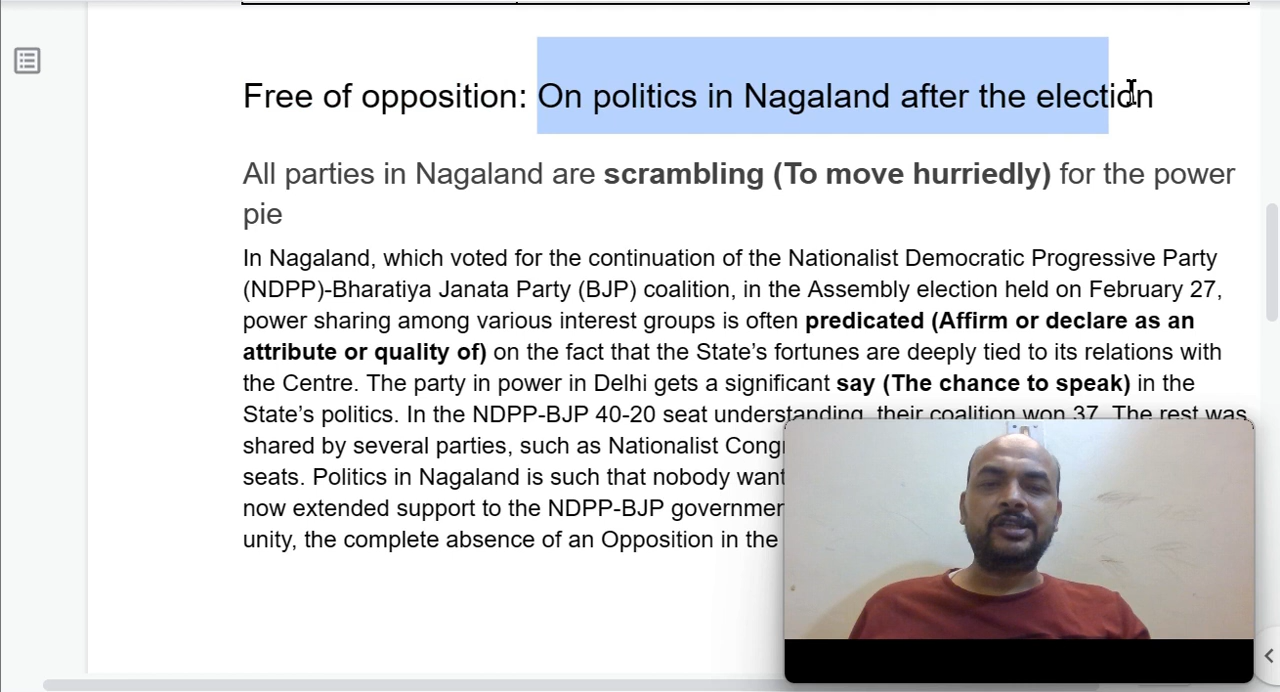 Free of opposition: On politics in Nagaland after the election
All parties in Nagaland are scrambling (To move hurriedly) for the power
pie
In Nagaland, which voted for the continuation of the Nationalist Democratic Progressive Party
(NDPP)-Bharatiya Janata Party (BJP) coalition, in the Assembly election held on February 27,
power sharing among various interest groups is often predicated (Affirm or declare as an
attribute or quality of) on the fact that the State’s fortunes are deeply tied to its relations with
the Centre. The party in power in Delhi gets a significant say (The chance to speak) in the
State’s politics. In the NDPP-BJP 40-20 seat understanding, their coalition won 37. The rest was
shared by several parties, such as Nationalist
seats. Politics in Nagaland is such that nobody
now extended support to the NDPP-BJP
unity, the complete absence of an Opposition in the